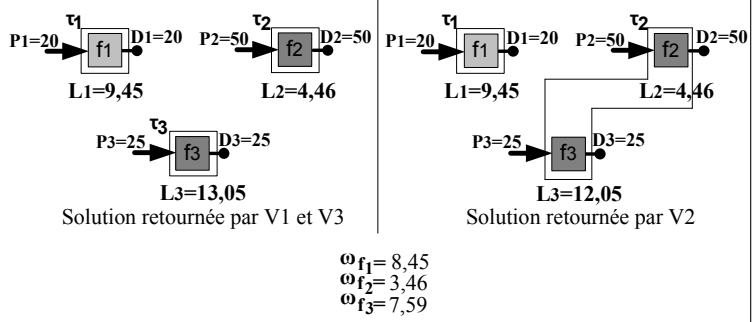 τ1
P1=20 f1 D1=20
L1=9,45
τ2
P2=50 f2 D2=50
L2=4,46
τ3
P3=25 f3 D3=25
L3=13,05
Solution retournée par V1 et V3
τ1
P1=20 f1 D1=20
L1=9,45
τ2
P2=50 f2 D2=50
L2=4,46
P3=25 f3 D3=25
L3=12,05
Solution retournée par V2
ωf1= 8,45
ωf2= 3,46
ωf3= 7,59